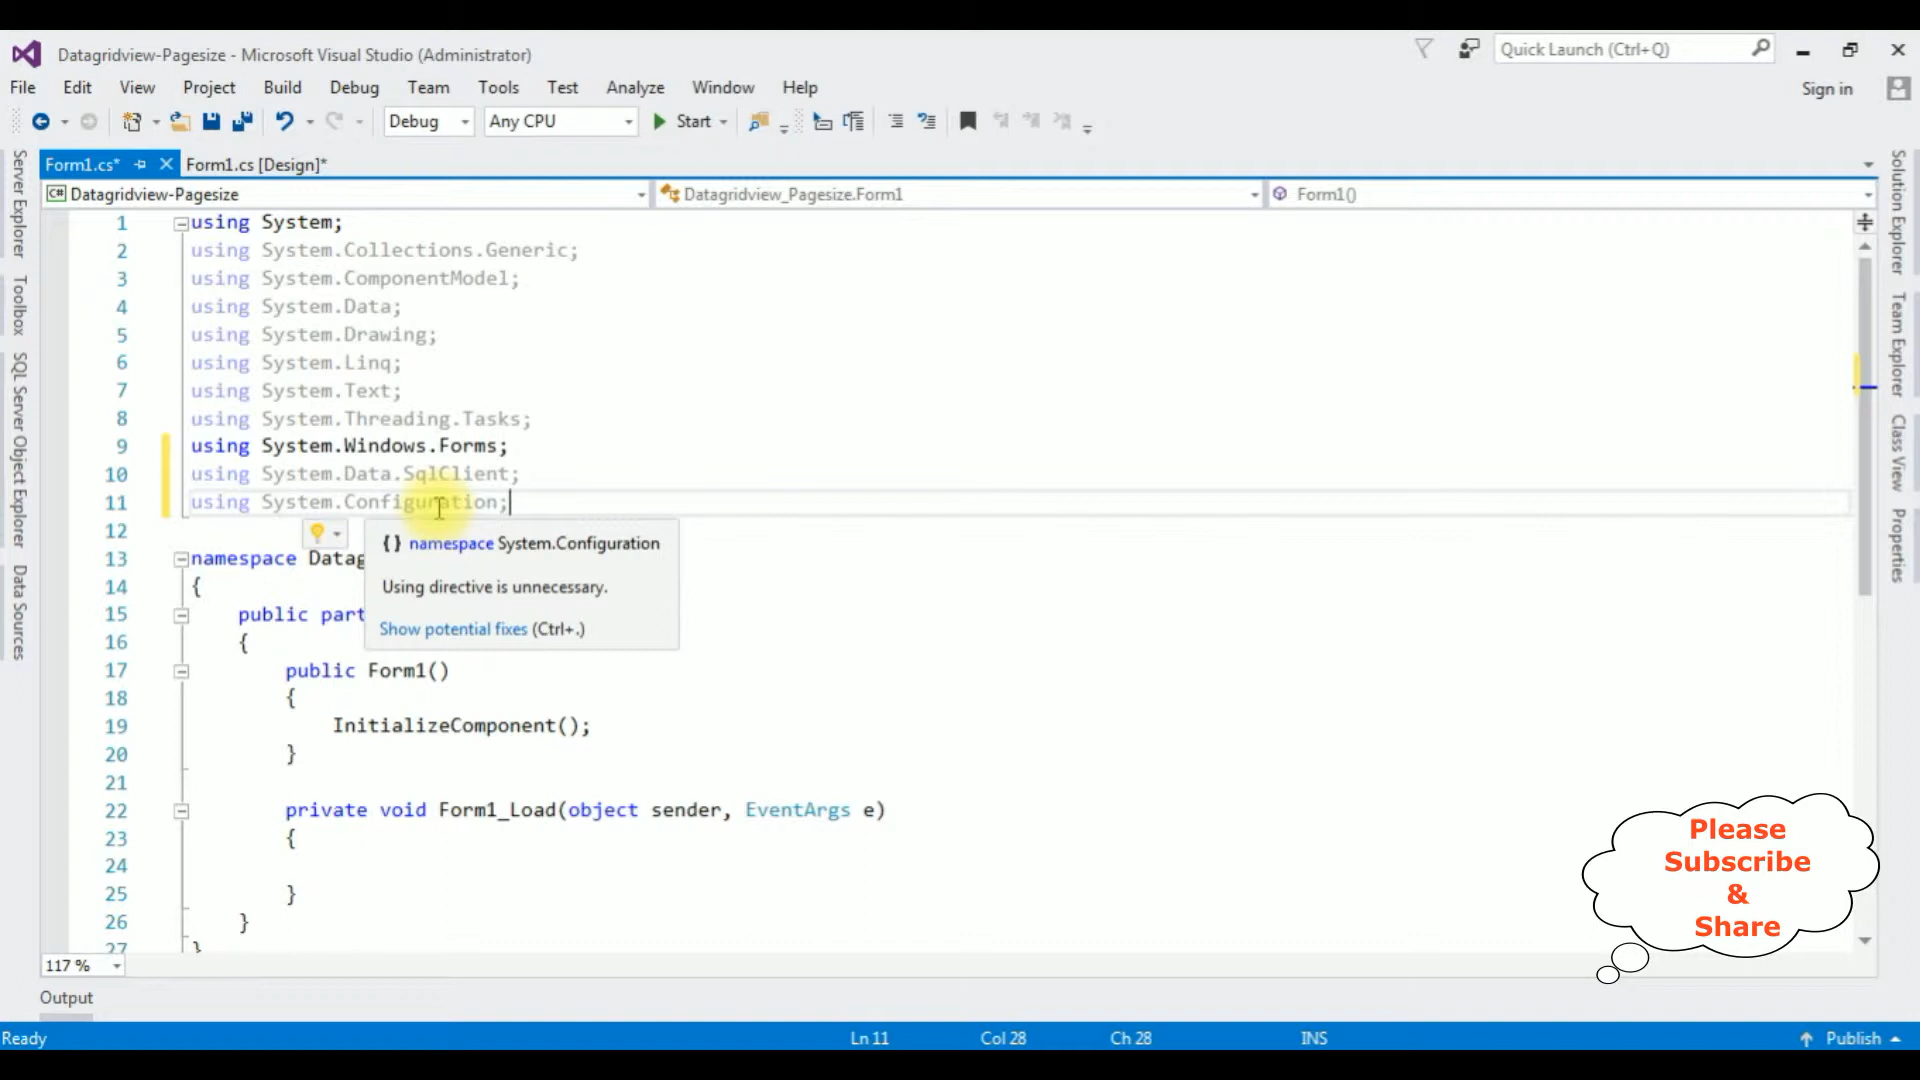 Datagridview-Pagesize - Microsoft Visual Studio (Administrator)
Quick Launch (Ctrl+Q)
File Edit View Project Build Debug Team Tools Test Analyze Window Help
Sign in
Debug Any CPU Start
Form1.cs* Form1.cs [Design]*
C# Datagridview-Pagesize Datagridview_Pagesize.Form1 Form1()
Server Explorer
Toolbox
SQL Server Object Explorer
Data Sources
1 using System;
2 using System.Collections.Generic;
3 using System.ComponentModel;
4 using System.Data;
5 using System.Drawing;
6 using System.Linq;
7 using System.Text;
8 using System.Threading.Tasks;
9 using System.Windows.Forms;
10 using System.Data.SqlClient;
11 using System.Configuration;
12
13 namespace Datag
14 {
15 public part
16 {
17 public Form1()
18 {
19 InitializeComponent();
20 }
21
22 private void Form1_Load(object sender, EventArgs e)
23 {
24
25 }
26 }
27 }
{} namespace System.Configuration
Using directive is unnecessary.
Show potential fixes (Ctrl+.)
Solution Explorer
Team Explorer
Class View
Properties
Please
Subscribe
&
Share
117 %
Output
Ready Ln 11 Col 28 Ch 28 INS Publish